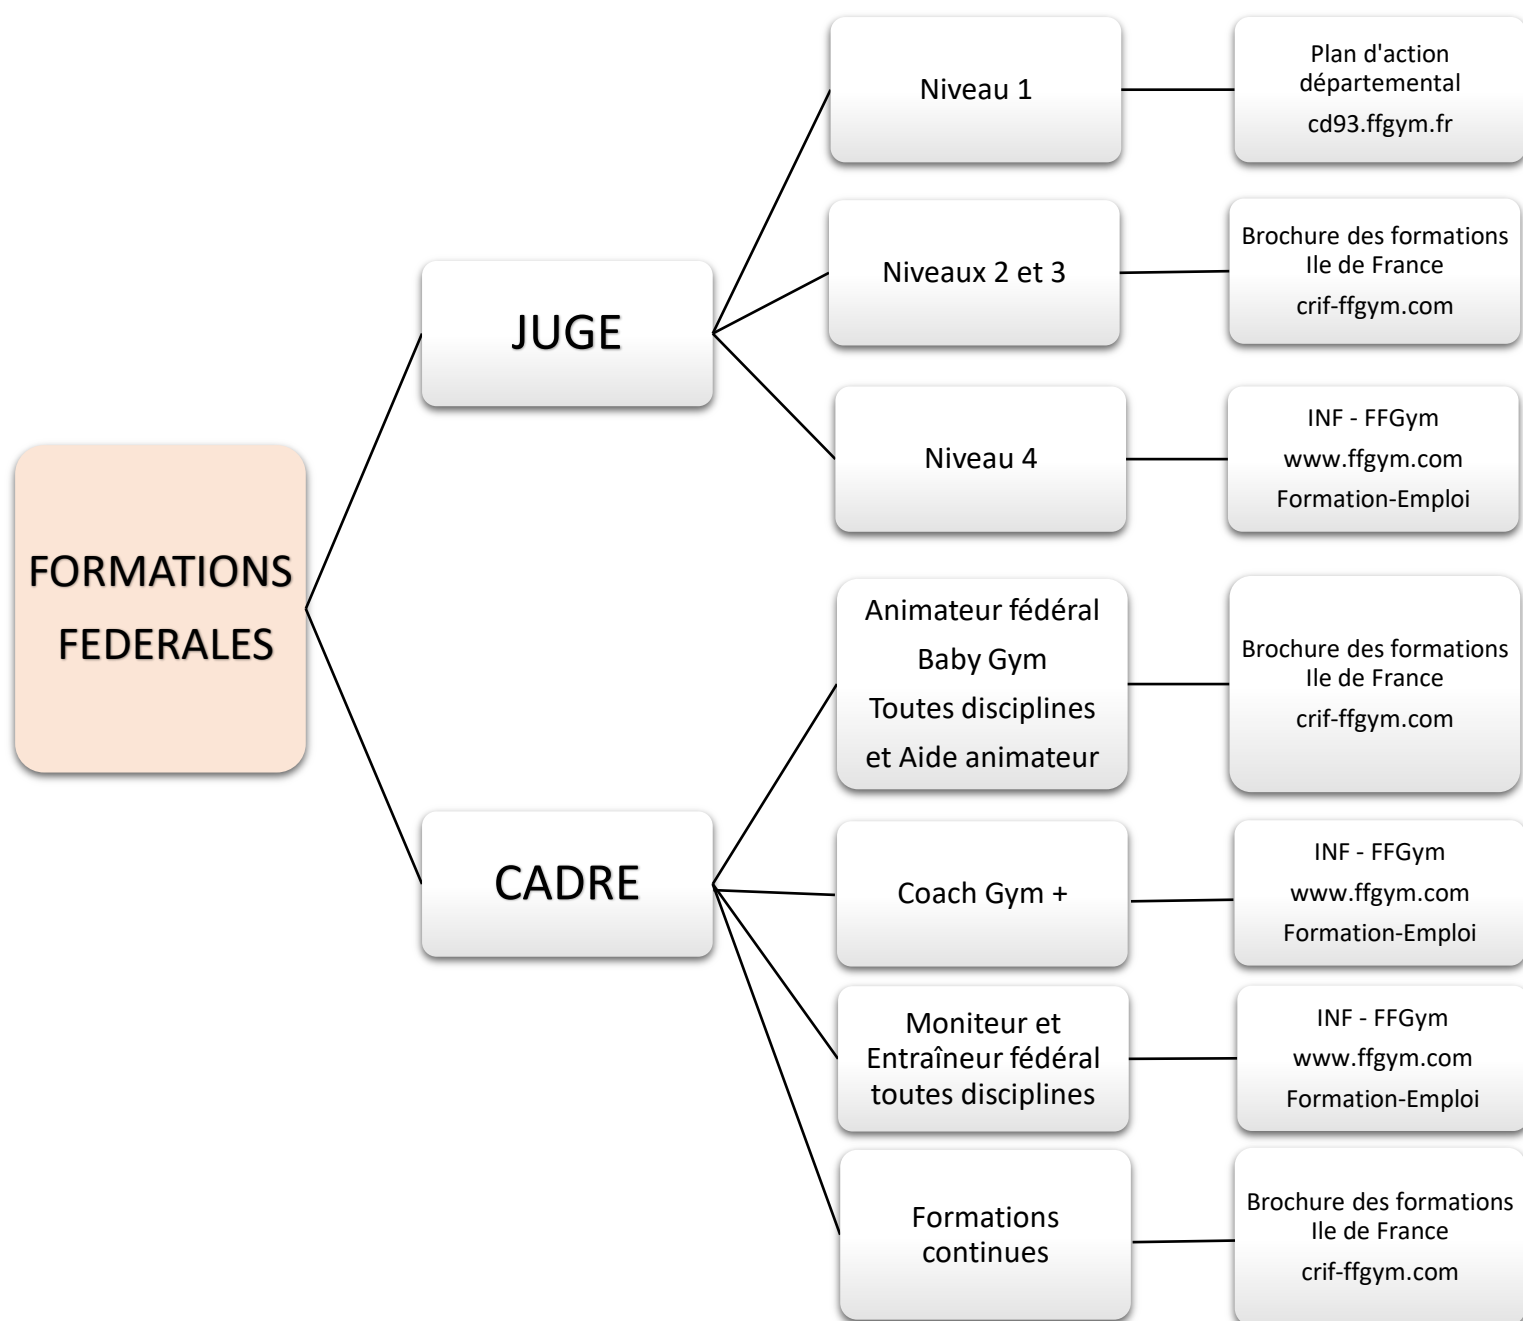 FORMATIONS
FEDERALES
JUGE
Niveau 1
Plan d'action
départemental
cd93.ffgym.fr
Niveaux 2 et 3
Brochure des formations
Ile de France
crif-ffgym.com
Niveau 4
INF - FFGym
www.ffgym.com
Formation-Emploi
CADRE
Animateur fédéral
Baby Gym
Toutes disciplines
et Aide animateur
Brochure des formations
Ile de France
crif-ffgym.com
Coach Gym +
INF - FFGym
www.ffgym.com
Formation-Emploi
Moniteur et
Entraîneur fédéral
toutes disciplines
INF - FFGym
www.ffgym.com
Formation-Emploi
Formations
continues
Brochure des formations
Ile de France
crif-ffgym.com